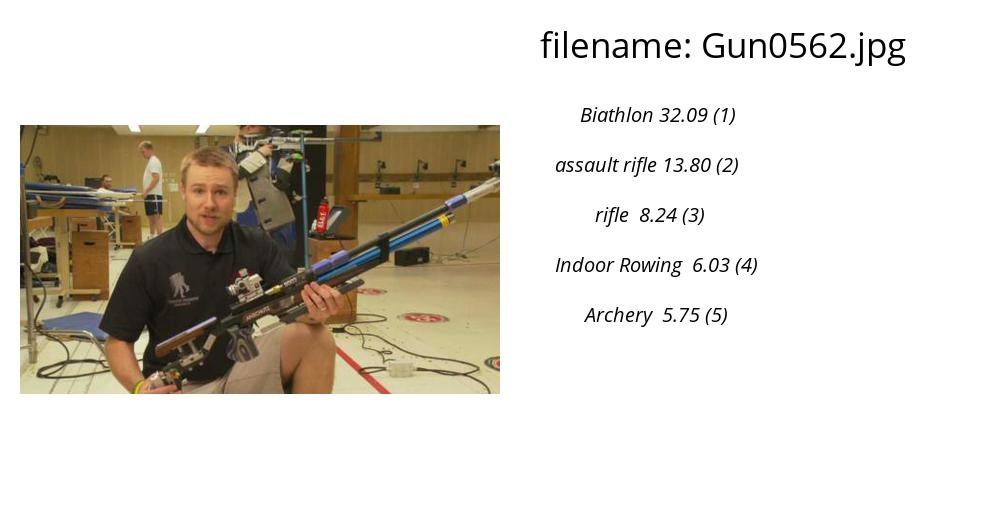 filename: Gun0562.jpg
Biathlon 32.09 (1)
assault rifle 13.80 (2)
rifle 8.24 (3)
Indoor Rowing 6.03 (4)
Archery 5.75 (5)